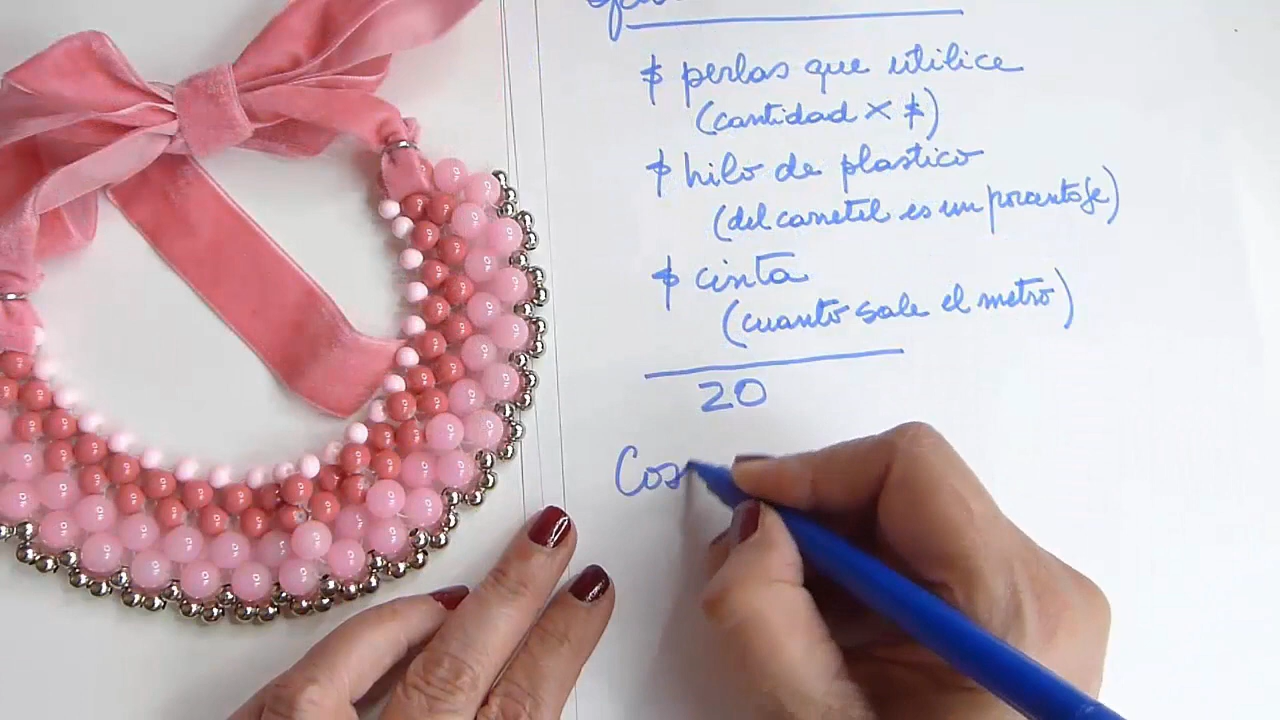 $ perlas que utilice
(cantidad x $)
$ hilo de plastico
(del carretel es un porcentaje)
$ cinta
(cuanto sale el metro)
20
Cos